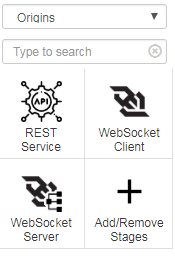 Origins
Type to search
API
REST
Service
WebSocket
Client
WebSocket
Server
Add/Remove
Stages